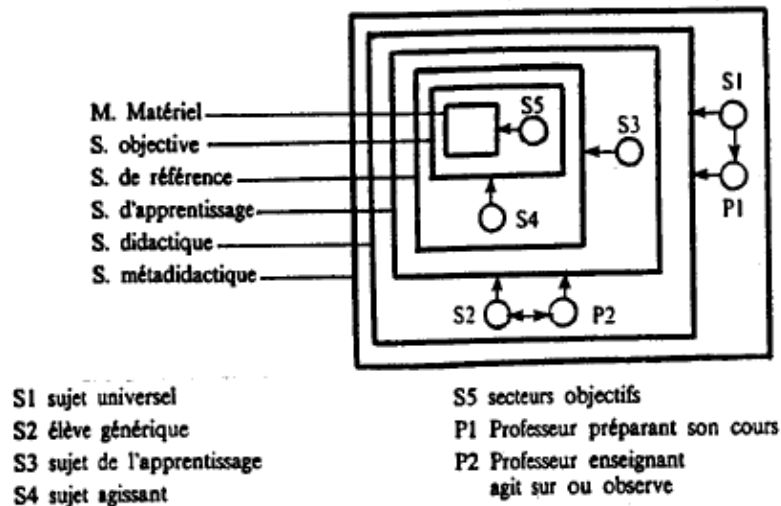 M. Matériel
S. objective
S. de référence
S. d'apprentissage
S. didactique
S. métadidactique
S5
S1
S3
P1
S4
S2
P2
S1 sujet universel
S2 élève générique
S3 sujet de l'apprentissage
S4 sujet agissant
S5 secteurs objectifs
P1 Professeur préparant son cours
P2 Professeur enseignant
agit sur ou observe